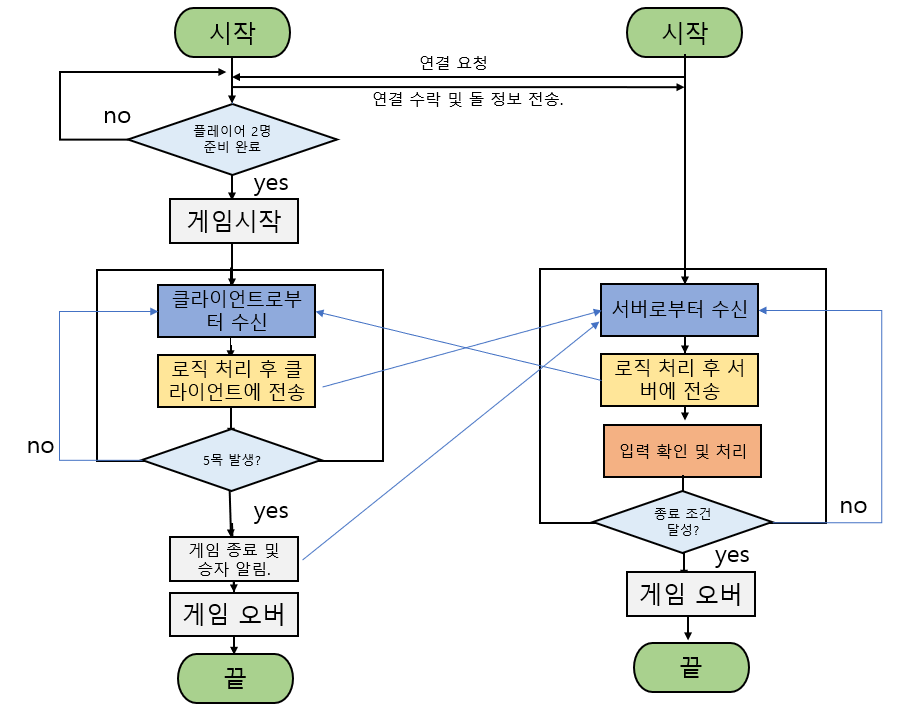 시작
시작
연결 요청
연결 수락 및 돌 정보 전송.
no
플레이어 2명
준비 완료
yes
게임시작
클라이언트로부
터 수신
로직 처리 후 클
라이언트에 전송
no
5목 발생?
yes
게임 종료 및
승자 알림.
게임 오버
끝
서버로부터 수신
로직 처리 후 서
버에 전송
입력 확인 및 처리
종료 조건
달성?
no
yes
게임 오버
끝